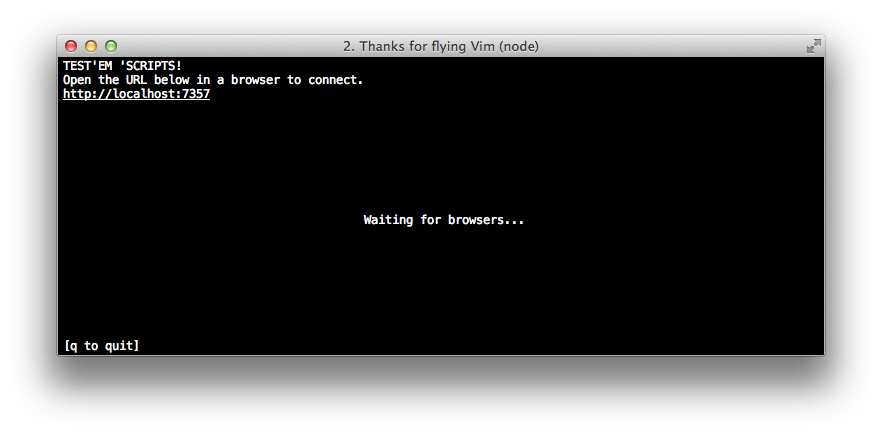 2. Thanks for flying Vim (node)
TEST'EM 'SCRIPTS!
Open the URL below in a browser to connect.
http://localhost:7357
Waiting for browsers...
[q to quit]